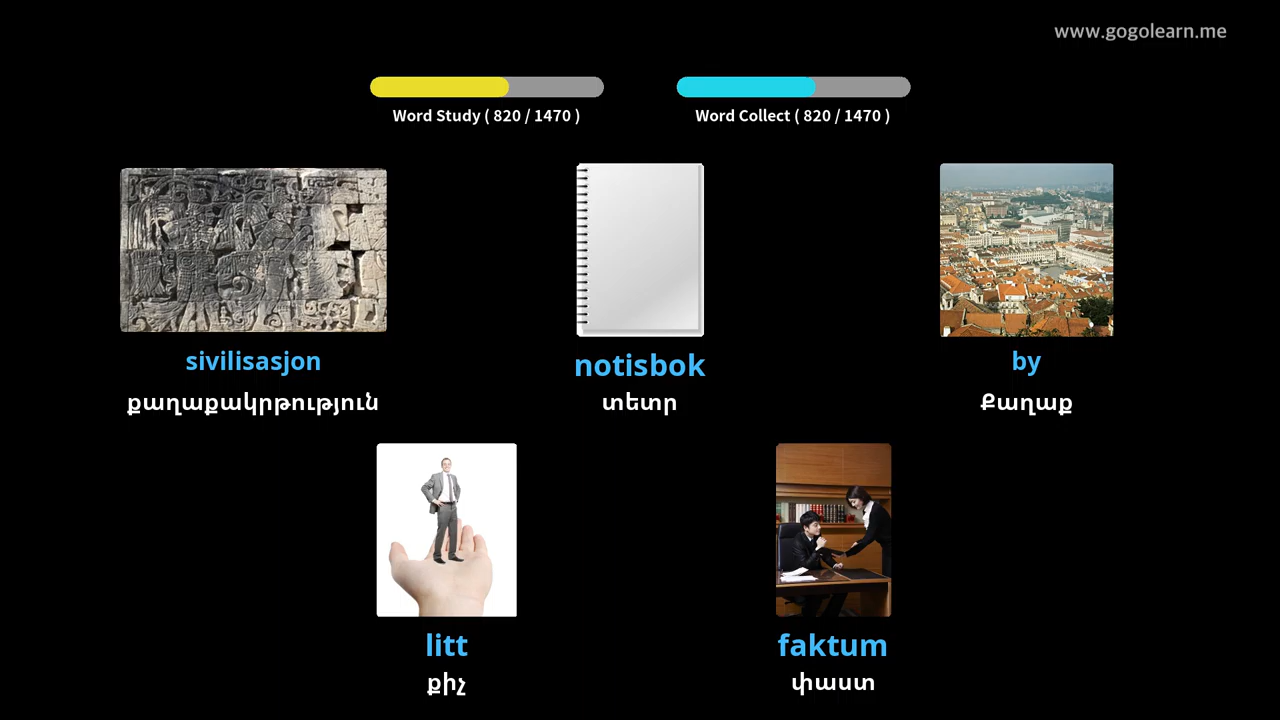 www.gogolearn.me
Word Study ( 820 / 1470 )
Word Collect ( 820 / 1470 )
sivilisasjon
քաղաքակրթություն
notisbok
տետր
by
Քաղաք
litt
քիչ
faktum
փաստ